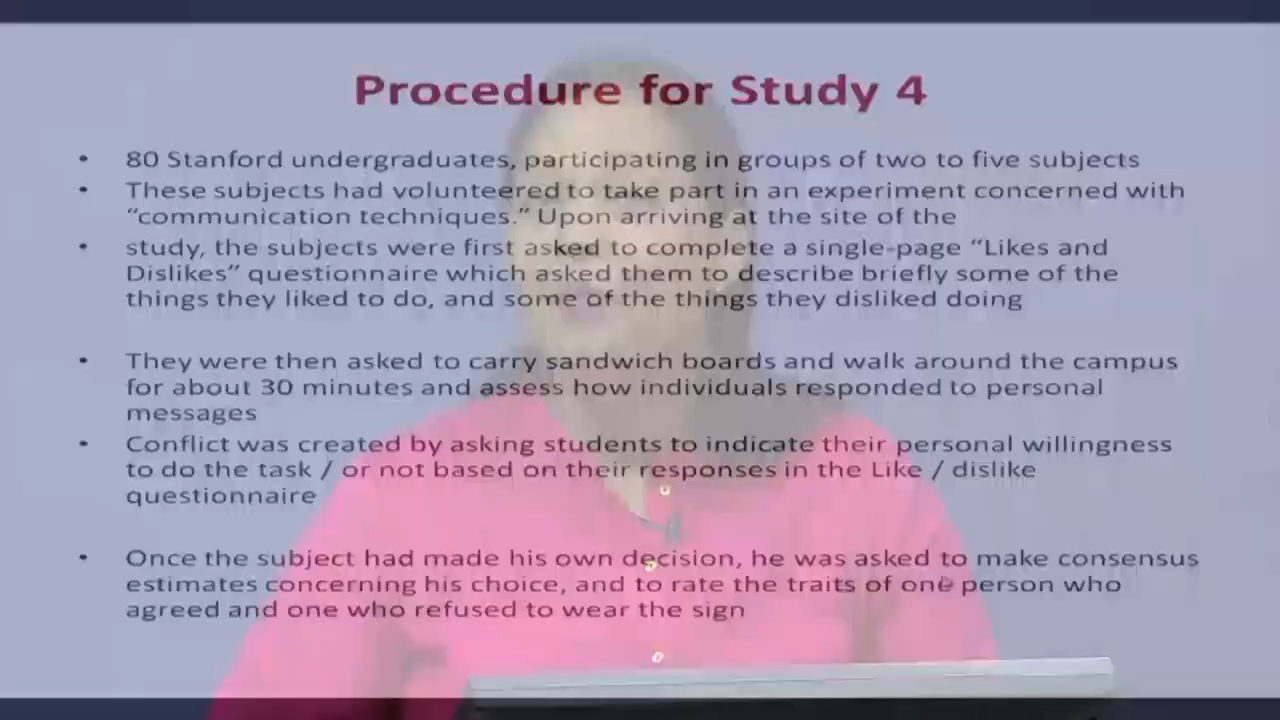 Procedure for Study 4
• 80 Stanford undergraduates, participating in groups of two to five subjects
• These subjects had volunteered to take part in an experiment concerned with
“communication techniques.” Upon arriving at the site of the
• study, the subjects were first asked to complete a single-page “Likes and
Dislikes” questionnaire which asked them to describe briefly some of the
things they liked to do, and some of the things they disliked doing
• They were then asked to carry sandwich boards and walk around the campus
for about 30 minutes and assess how individuals responded to personal
messages
• Conflict was created by asking students to indicate their personal willingness
to do the task / or not based on their responses in the Like / dislike
questionnaire
• Once the subject had made his own decision, he was asked to make consensus
estimates concerning his choice, and to rate the traits of one person who
agreed and one who refused to wear the sign